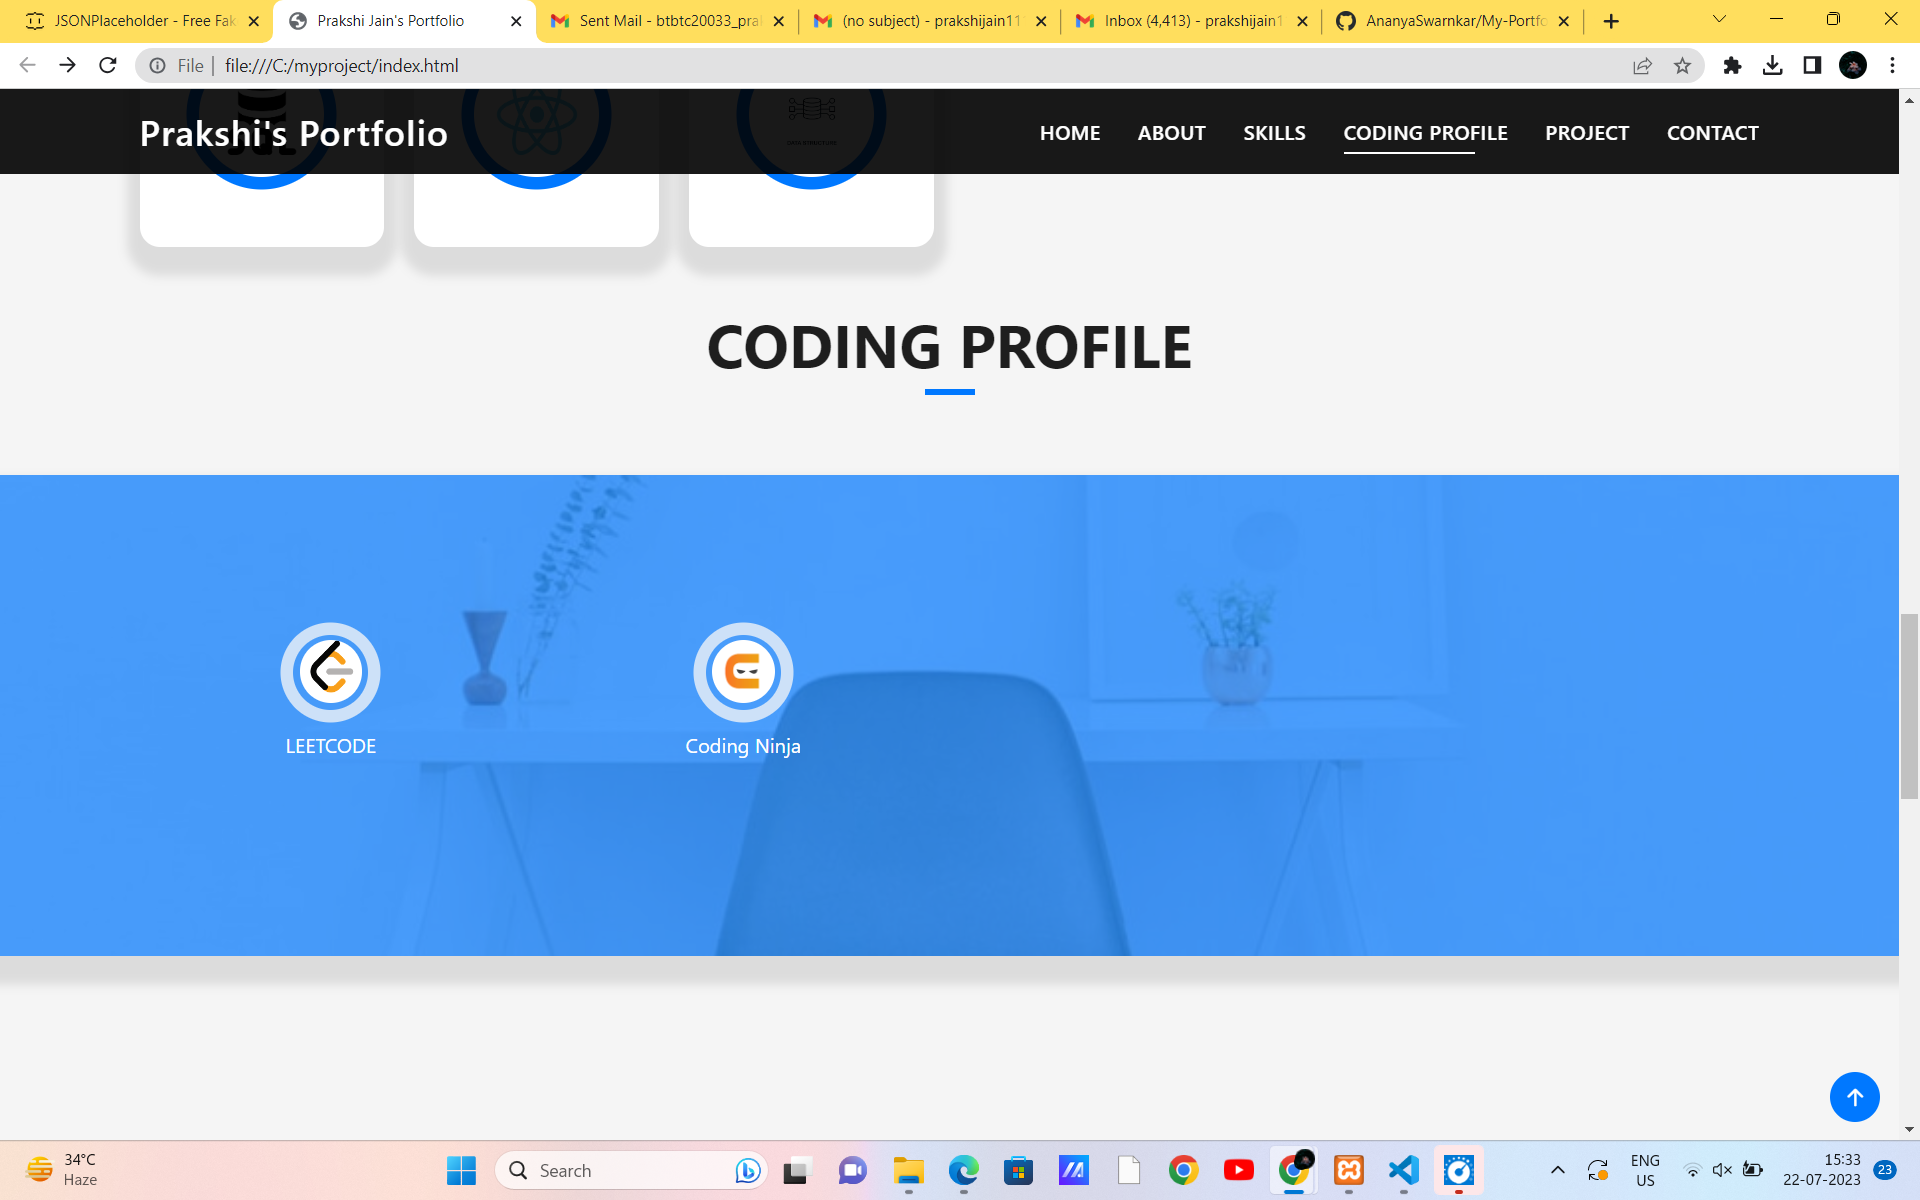 JSONPlaceholder - Free Fak
Prakshi Jain's Portfolio
Sent Mail - btbtc20033_pral
(no subject) - prakshijain111
Inbox (4,413) - prakshijain1
AnanyaSwarnkar/My-Portfo
File
file:///C:/myproject/index.html
Prakshi's Portfolio
HOME
ABOUT
SKILLS
CODING PROFILE
PROJECT
CONTACT
CODING PROFILE
LEETCODE
Coding Ninja
34°C
Haze
Search
ENG
US
15:33
22-07-2023
23